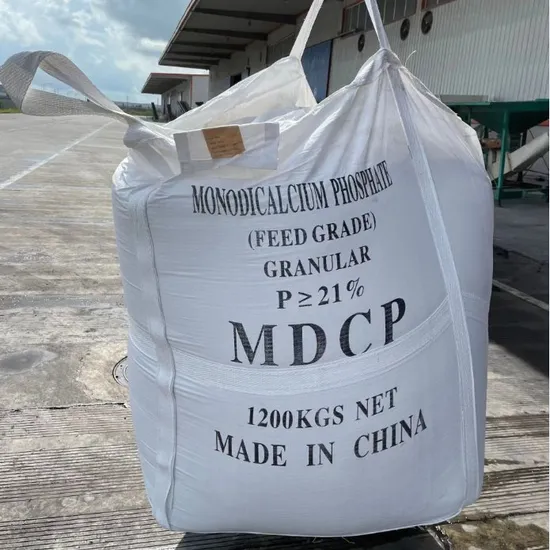 MONODICALCIUM PHOSPHATE
(FEED GRADE)
GRANULAR
P≥21%
MDCP
1200KGS NET
MADE IN CHINA